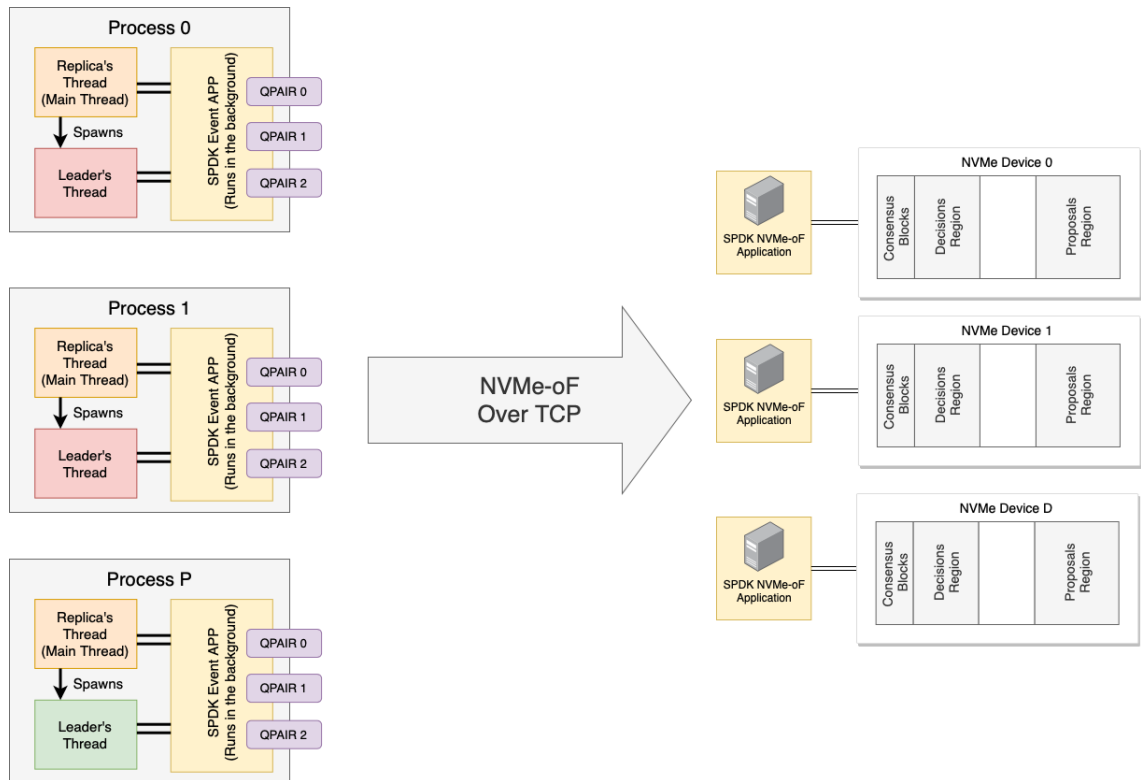 Process 0
Replica's
Thread
(Main Thread)
Spawns
Leader's
Thread
SPDK Event APP
(Runs in the background)
QPAIR 0
QPAIR 1
QPAIR 2
Process 1
Replica's
Thread
(Main Thread)
Spawns
Leader's
Thread
SPDK Event APP
(Runs in the background)
QPAIR 0
QPAIR 1
QPAIR 2
Process P
Replica's
Thread
(Main Thread)
Spawns
Leader's
Thread
SPDK Event APP
(Runs in the background)
QPAIR 0
QPAIR 1
QPAIR 2
NVMe-oF
Over TCP
SPDK NVMe-oF
Application
NVMe Device 0
Consensus
Blocks
Decisions
Region
Proposals
Region
SPDK NVMe-oF
Application
NVMe Device 1
Consensus
Blocks
Decisions
Region
Proposals
Region
SPDK NVMe-oF
Application
NVMe Device D
Consensus
Blocks
Decisions
Region
Proposals
Region